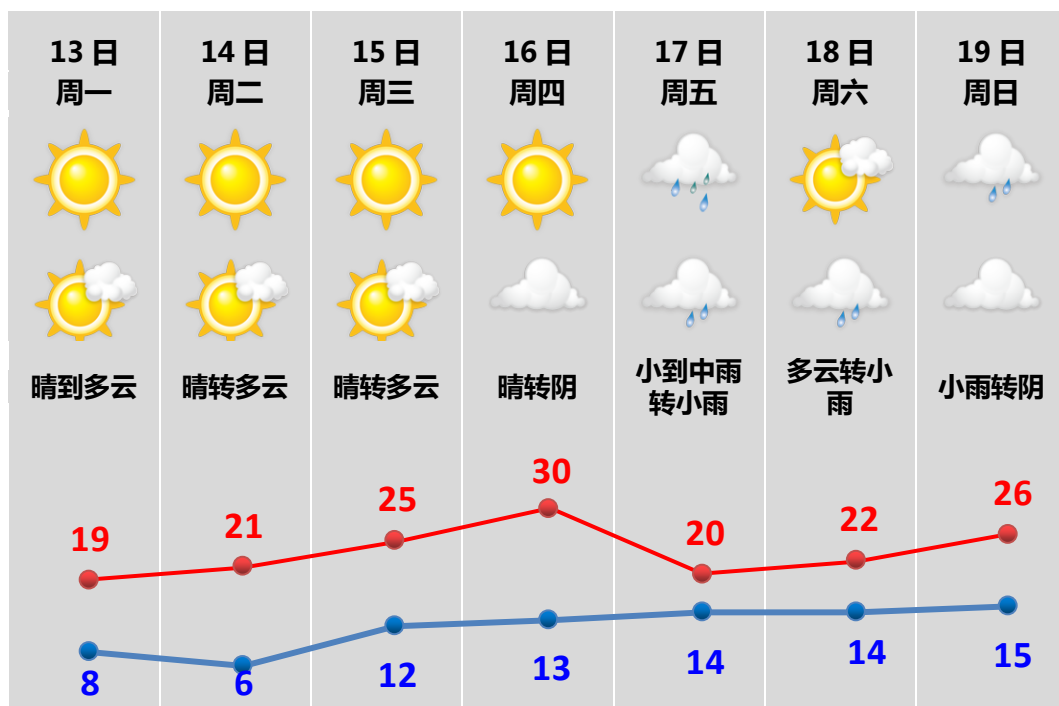 13日
周一
14日
周二
15日
周三
16日
周四
17日
周五
18日
周六
19日
周日
晴到多云
晴转多云
晴转多云
晴转阴
小到中雨
转小雨
多云转小
雨
小雨转阴
19
21
25
30
20
22
26
8
6
12
13
14
14
15